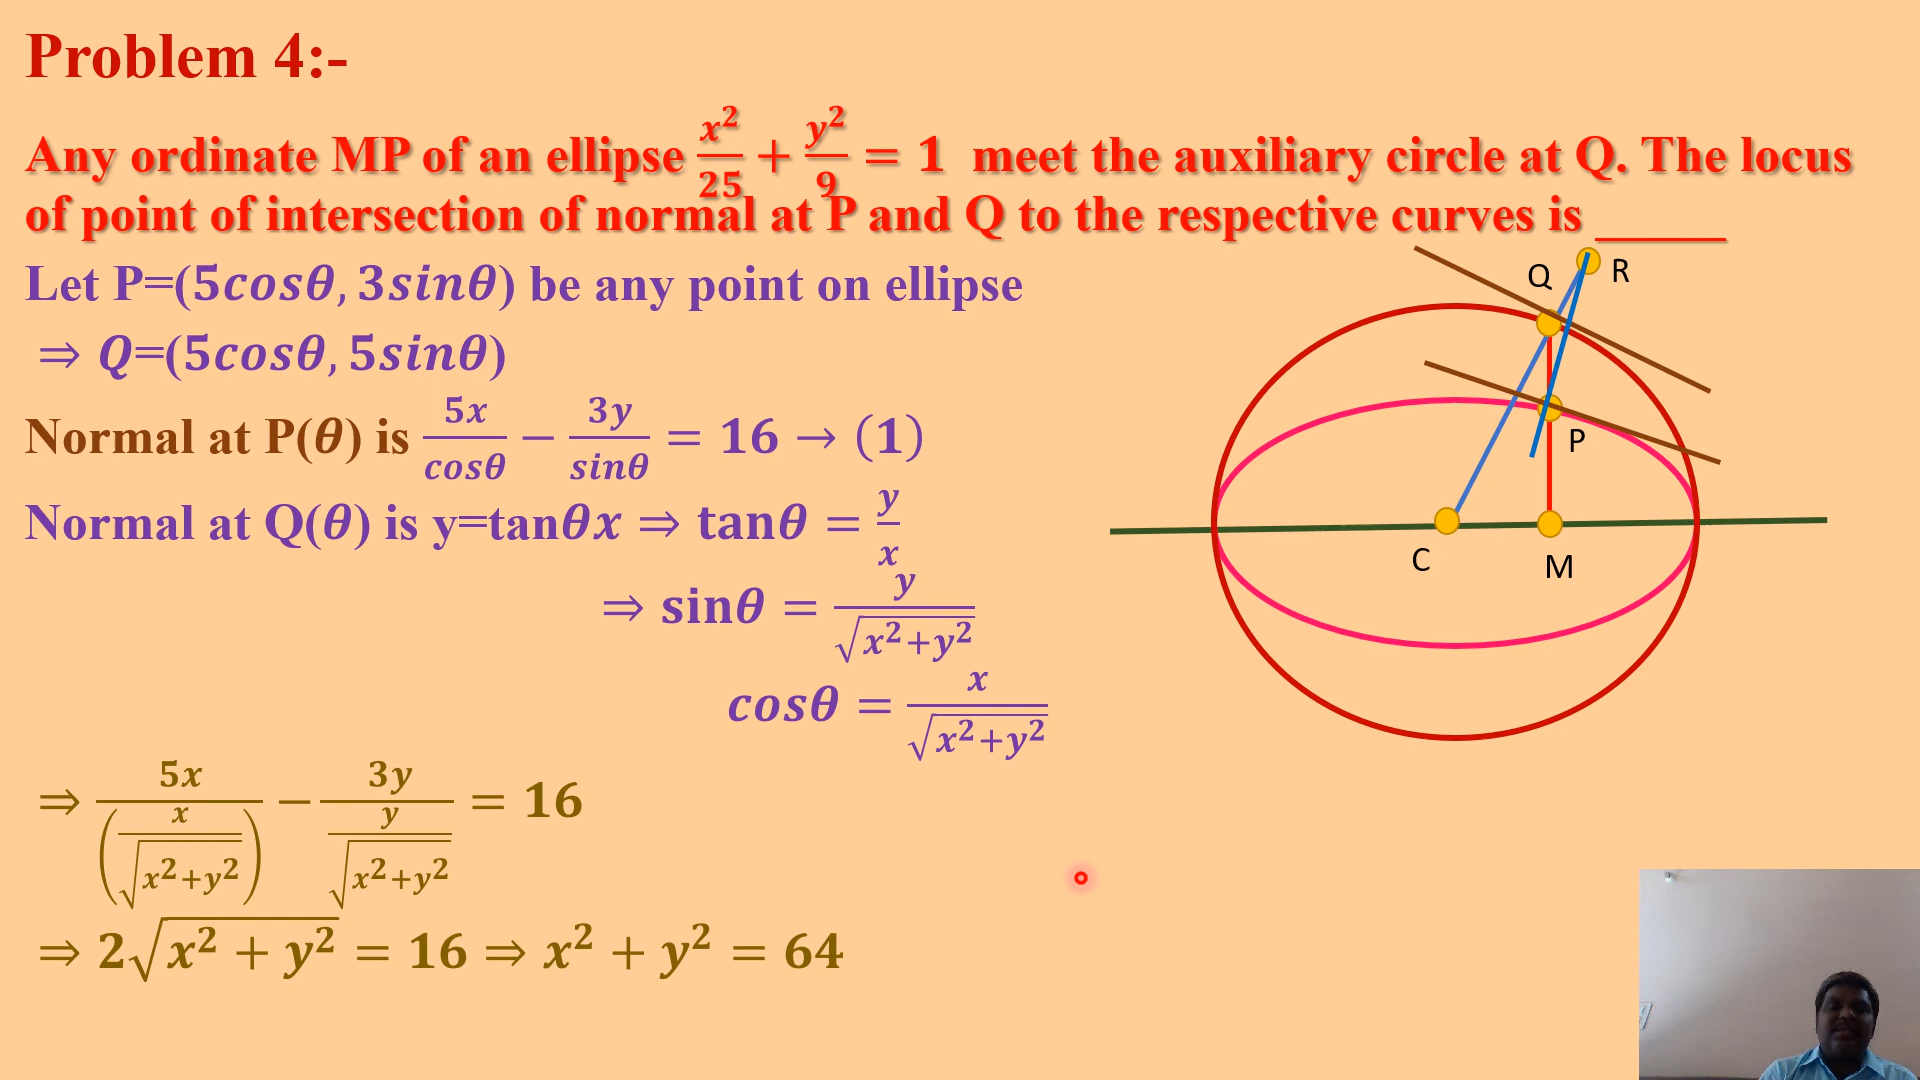 Problem 4:-
Any ordinate MP of an ellipse x²/25 + y²/9 = 1 meet the auxiliary circle at Q. The locus
of point of intersection of normal at P and Q to the respective curves is ______
Let P=(5cosθ, 3sinθ) be any point on ellipse
⇒ Q=(5cosθ, 5sinθ)
Normal at P(θ) is 5x/cosθ − 3y/sinθ = 16 → (1)
Normal at Q(θ) is y=tanθx ⇒ tanθ = y/x
⇒ sinθ = y/√(x²+y²)
cosθ = x/√(x²+y²)
⇒ 5x/(x/√(x²+y²)) − 3y/(y/√(x²+y²)) = 16
⇒ 2√(x² + y²) = 16 ⇒ x² + y² = 64
Q
R
P
C
M